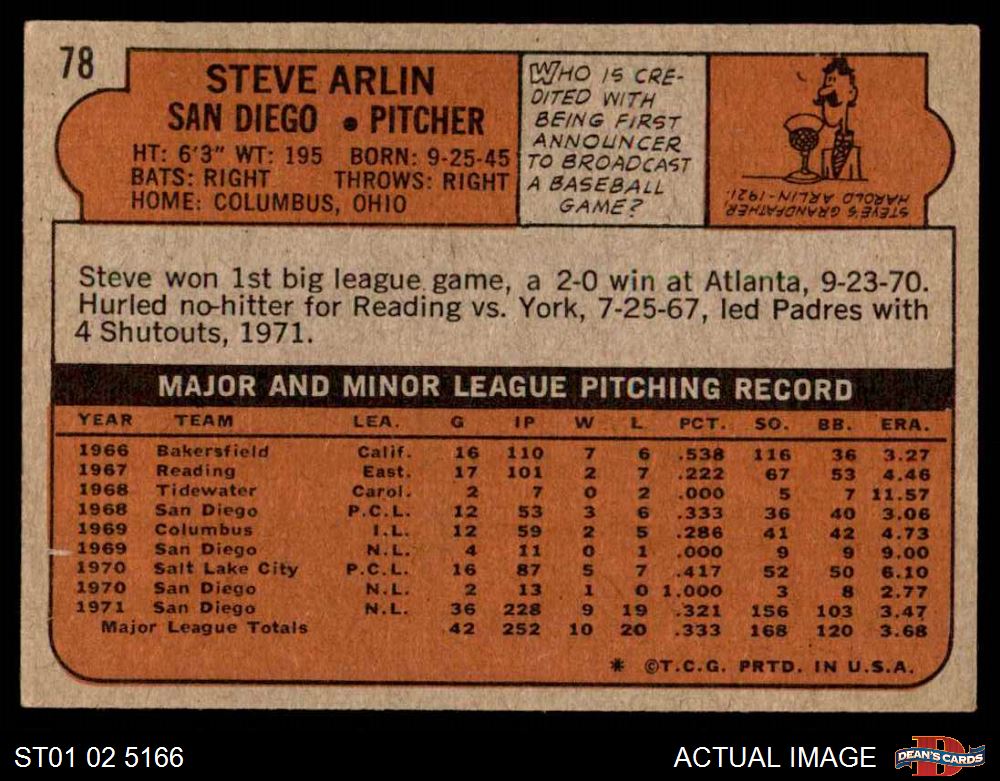 78
STEVE ARLIN
SAN DIEGO • PITCHER
HT: 6'3" WT: 195 BORN: 9-25-45
BATS: RIGHT THROWS: RIGHT
HOME: COLUMBUS, OHIO
WHO IS CRE-
DITED WITH
BEING FIRST
ANNOUNCER
TO BROADCAST
A BASEBALL
GAME?
STEVE'S GRANDFATHER,
HAROLD ARLIN-1921.
Steve won 1st big league game, a 2-0 win at Atlanta, 9-23-70.
Hurled no-hitter for Reading vs. York, 7-25-67, led Padres with
4 Shutouts, 1971.
MAJOR AND MINOR LEAGUE PITCHING RECORD
YEAR TEAM LEA. G IP W L PCT. SO. BB. ERA.
1966 Bakersfield Calif. 16 110 7 6 .538 116 36 3.27
1967 Reading East. 17 101 2 7 .222 67 53 4.46
1968 Tidewater Carol. 2 7 0 2 .000 5 7 11.57
1968 San Diego P.C.L. 12 53 3 6 .333 36 40 3.06
1969 Columbus I.L. 12 59 2 5 .286 41 42 4.73
1969 San Diego N.L. 4 11 0 1 .000 9 9 9.00
1970 Salt Lake City P.C.L. 16 87 5 7 .417 52 50 6.10
1970 San Diego N.L. 2 13 1 0 1.000 3 8 2.77
1971 San Diego N.L. 36 228 9 19 .321 156 103 3.47
Major League Totals 42 252 10 20 .333 168 120 3.68
* ©T.C.G. PRTD. IN U.S.A.
ST01 02 5166
ACTUAL IMAGE
D
DEAN'S CARDS